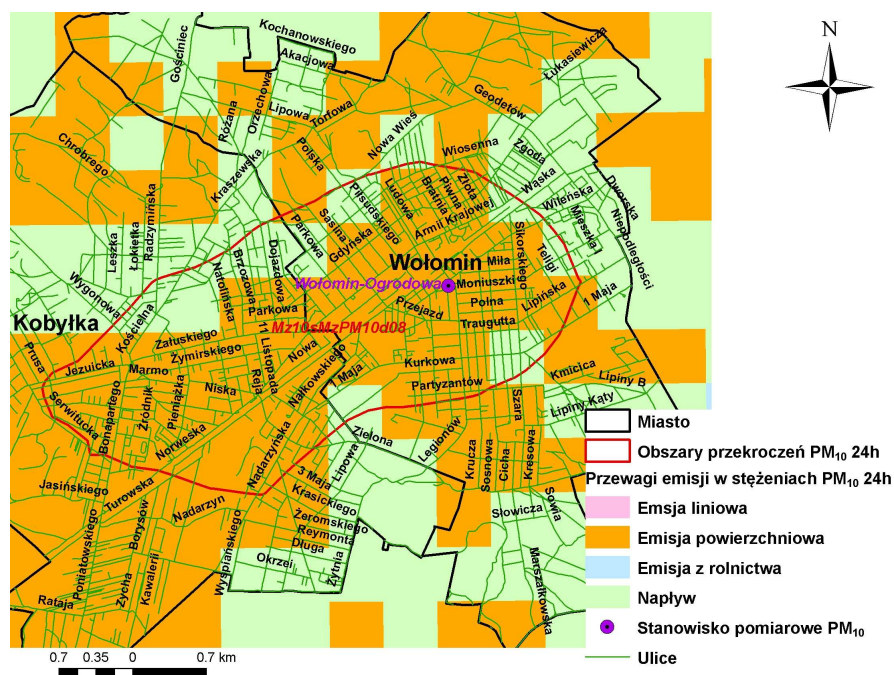 Kochanowskiego
Gościniec
Akacjowa
Łukasiewicza
N
Różana
Orzechowa
Lipowa
Torfowa
Geodetów
Chrobrego
Polska
Nowa Wieś
Wiosenna
Zgoda
Kraszewska
Piłsudskiego
Ludowa
Bratnia
Piwna
Złota
Wąska
Wileńska
Dworska
Niepodległości
Mieszka I
Leszka
Łokietka
Radzymińska
Parkowa
Sasina
Gdyńska
Armii Krajowej
Sikorskiego
Teligi
Wołomin
Miła
Wołomin-Ogrodowa
Moniuszki
Wygonowa
Natolińska
Brzozowa
Dojazdowa
Parkowa
Przejazd
Polna
Lipińska
1 Maja
Kobyłka
Kościelna
Mz10sMzPM10d08
Traugutta
Załuskiego
11 Listopada
Nowa
Prusa
Żymirskiego
Jezuicka
Marmo
Reja
Nałkowskiego
1 Maja
Kurkowa
Kmicica
Lipiny B
Partyzantów
Serwitucka
Bonapartego
Źródnik
Pieniążka
Niska
Szara
Lipiny Kąty
Norweska
Nadarzyńska
Zielona
Legionów
Lipowa
Krucza
Sosnowa
Cicha
Kresowa
Jasińskiego
Turowska
3 Maja
Krasickiego
Nadarzyn
Żeromskiego
Reymonta
Długa
Słowicza
Sowia
Poniatowskiego
Borysów
Wyspiańskiego
Okrzei
Żytnia
Marszałkowska
Zycha
Kawalerii
Rataja
0.7 0.35 0 0.7 km
Miasto
Obszary przekroczeń PM10 24h
Przewagi emisji w stężeniach PM10 24h
Emsja liniowa
Emisja powierzchniowa
Emisja z rolnictwa
Napływ
Stanowisko pomiarowe PM10
Ulice